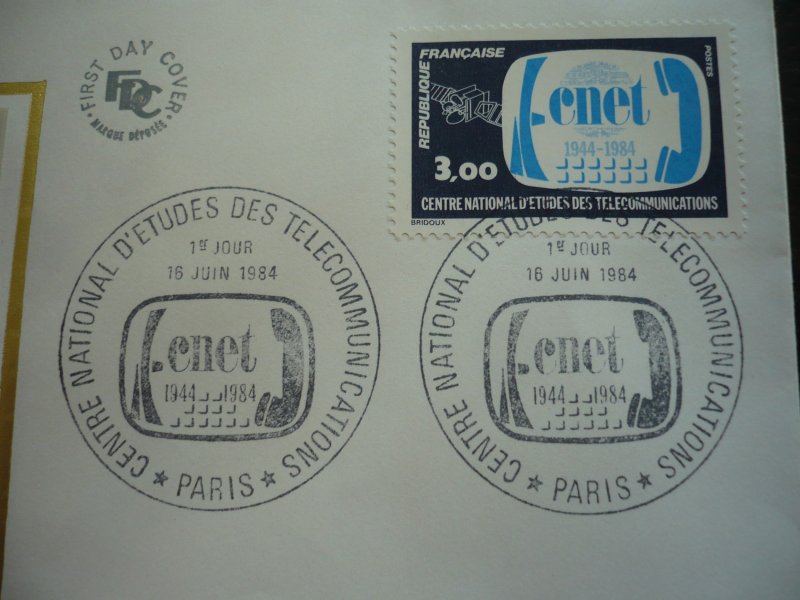 FIRST DAY COVER
FDC
MARQUE DÉPOSÉE
RÉPUBLIQUE FRANÇAISE
POSTES
cnet
1944-1984
3,00
CENTRE NATIONAL D'ETUDES DES TELECOMMUNICATIONS
BRIDOUX
CENTRE NATIONAL D'ETUDES DES TELECOMMUNICATIONS
1er JOUR
16 JUIN 1984
cnet
1944 1984
★ PARIS ★
CENTRE NATIONAL D'ETUDES DES TELECOMMUNICATIONS
1er JOUR
16 JUIN 1984
cnet
1944 1984
★ PARIS ★